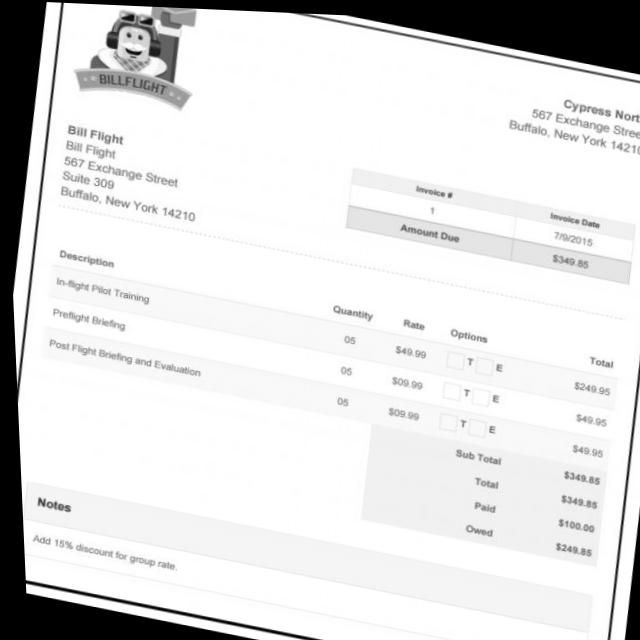 BILLFLIGHT
Cypress Nort
567 Exchange Stree
Buffalo, New York 14210
Bill Flight
Bill Flight
567 Exchange Street
Suite 309
Buffalo, New York 14210
Invoice # Invoice Date
1 7/9/2015
Amount Due $349.85
Description Quantity Rate Options Total
In-flight Pilot Training 05 $49.99 T E $249.95
Preflight Briefing 05 $09.99 T E $49.95
Post Flight Briefing and Evaluation 05 $09.99 T E $49.95
Sub Total $349.85
Total $349.85
Paid $100.00
Owed $249.85
Notes
Add 15% discount for group rate.